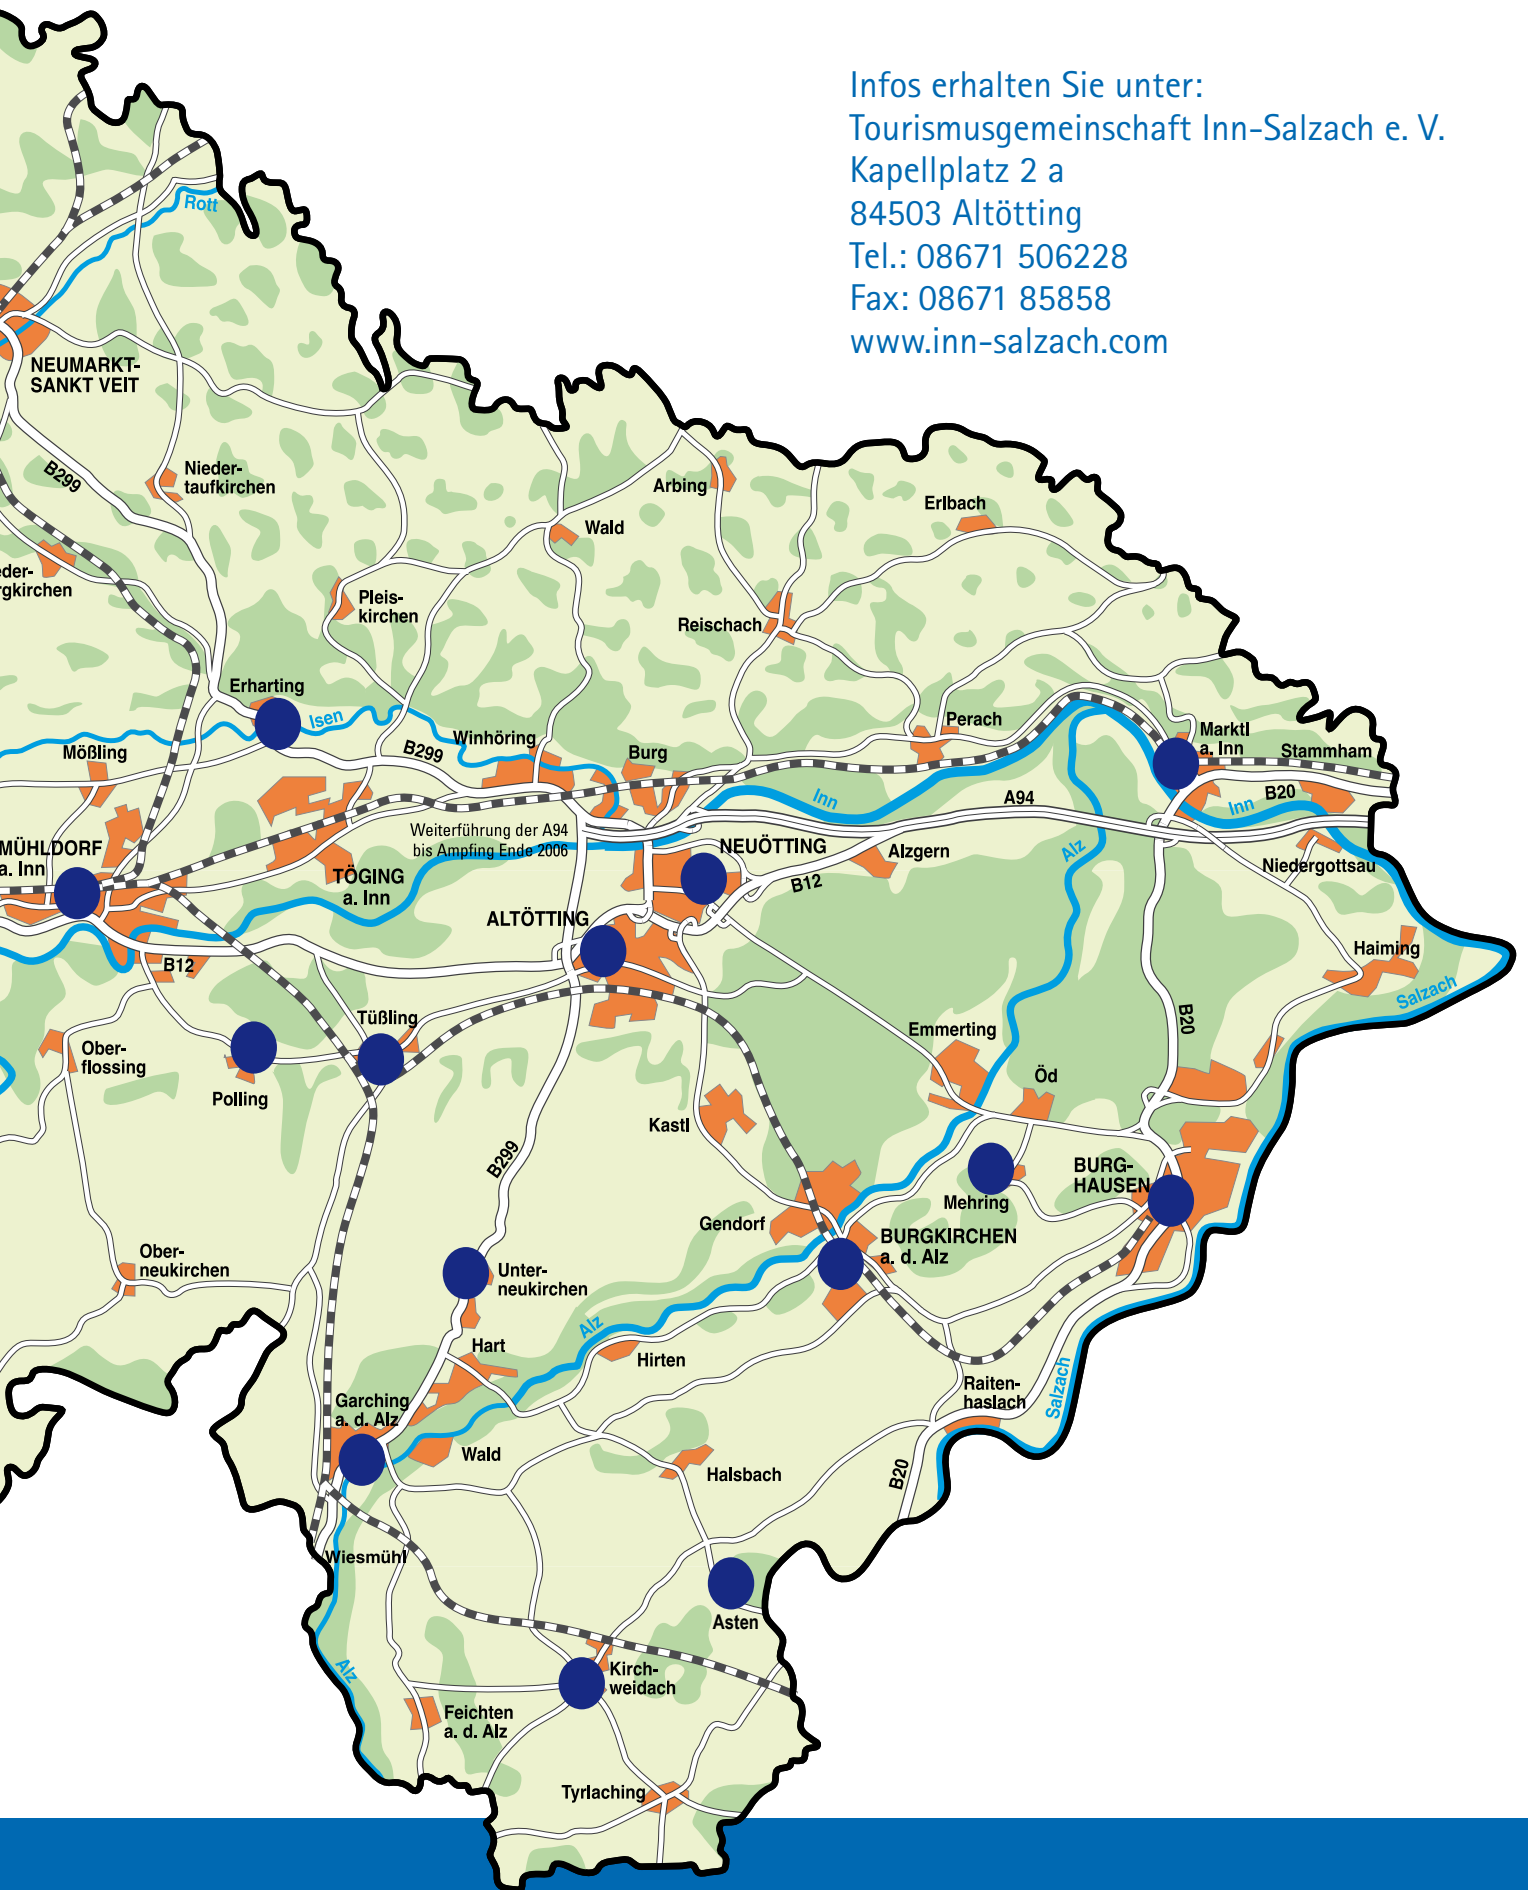 Infos erhalten Sie unter:
Tourismusgemeinschaft Inn-Salzach e. V.
Kapellplatz 2 a
84503 Altötting
Tel.: 08671 506228
Fax: 08671 85858
www.inn-salzach.com
Rott
NEUMARKT-
SANKT VEIT
B299
Nieder-
taufkirchen
Arbing
Erlbach
Wald
eder-
rgkirchen
Pleis-
kirchen
Reischach
Erharting
Isen
Perach
Marktl
a. Inn
Mößling
B299
Winhöring
Burg
Stammham
Inn
A94
Inn
B20
Weiterführung der A94
bis Ampfing Ende 2006
MÜHLDORF
a. Inn
NEUÖTTING
Alzgern
Alz
Niedergottsau
TÖGING
a. Inn
B12
ALTÖTTING
Haiming
B12
Salzach
Tüßling
B20
Emmerting
Ober-
flossing
Öd
Polling
Kastl
B299
BURG-
HAUSEN
Mehring
Gendorf
BURGKIRCHEN
a. d. Alz
Ober-
neukirchen
Unter-
neukirchen
Alz
Hart
Hirten
Raiten-
haslach
Salzach
Garching
a. d. Alz
Wald
Halsbach
B20
Wiesmühl
Asten
Alz
Kirch-
weidach
Feichten
a. d. Alz
Tyrlaching